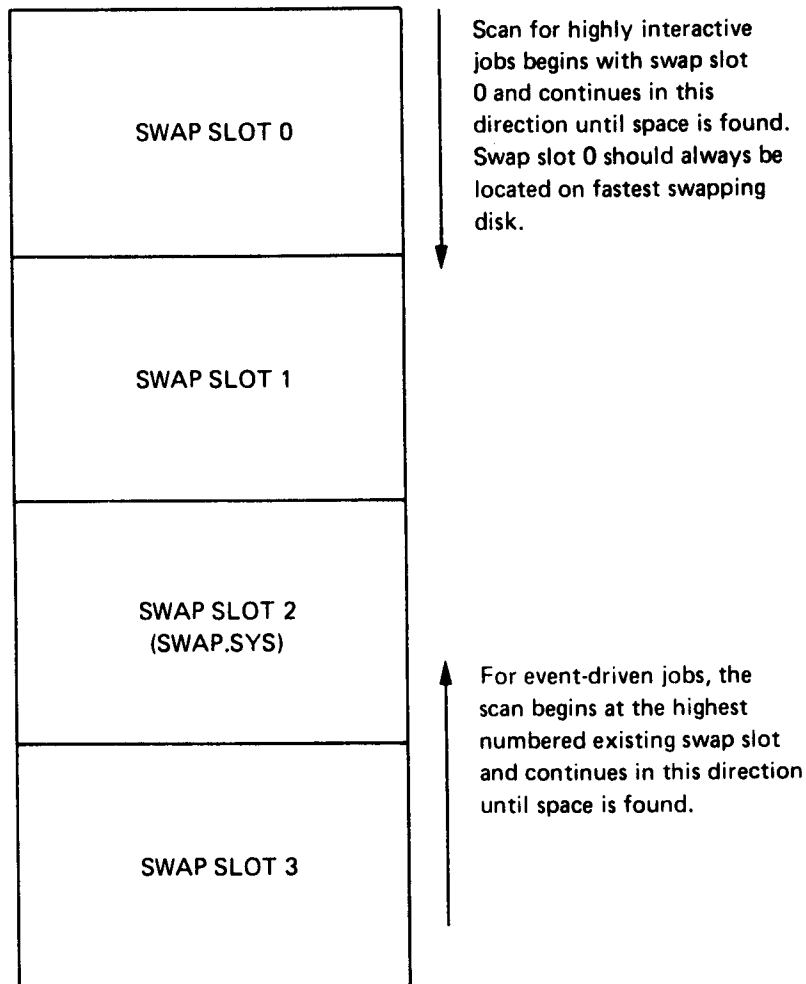 SWAP SLOT 0
Scan for highly interactive
jobs begins with swap slot
0 and continues in this
direction until space is found.
Swap slot 0 should always be
located on fastest swapping
disk.
SWAP SLOT 1
SWAP SLOT 2
(SWAP.SYS)
For event-driven jobs, the
scan begins at the highest
numbered existing swap slot
and continues in this direction
until space is found.
SWAP SLOT 3